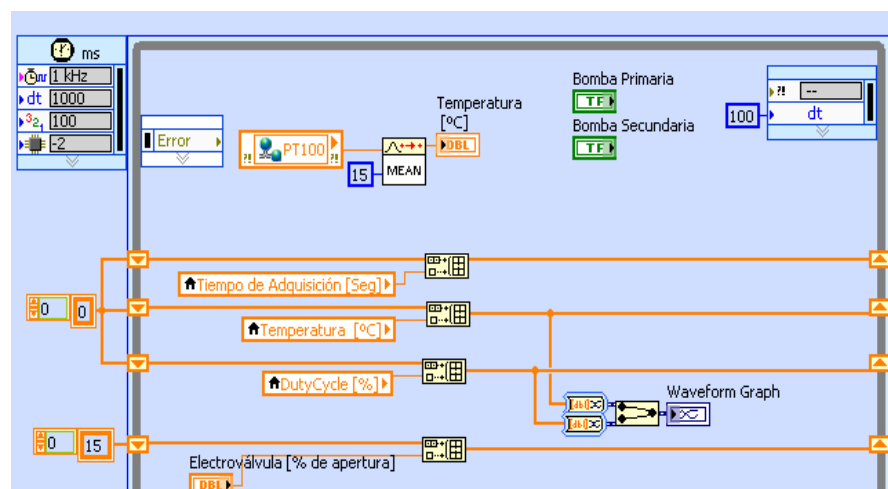 ms
1 kHz
dt 1000
100
-2
Error
PT100
15
MEAN
Temperatura
[ºC]
DBL
Bomba Primaria
TF
Bomba Secundaria
TF
100
?! --
dt
Tiempo de Adquisición [Seg]
0
0
Temperatura [ºC]
DutyCycle [%]
Waveform Graph
0
15
Electroválvula [% de apertura]
DBL